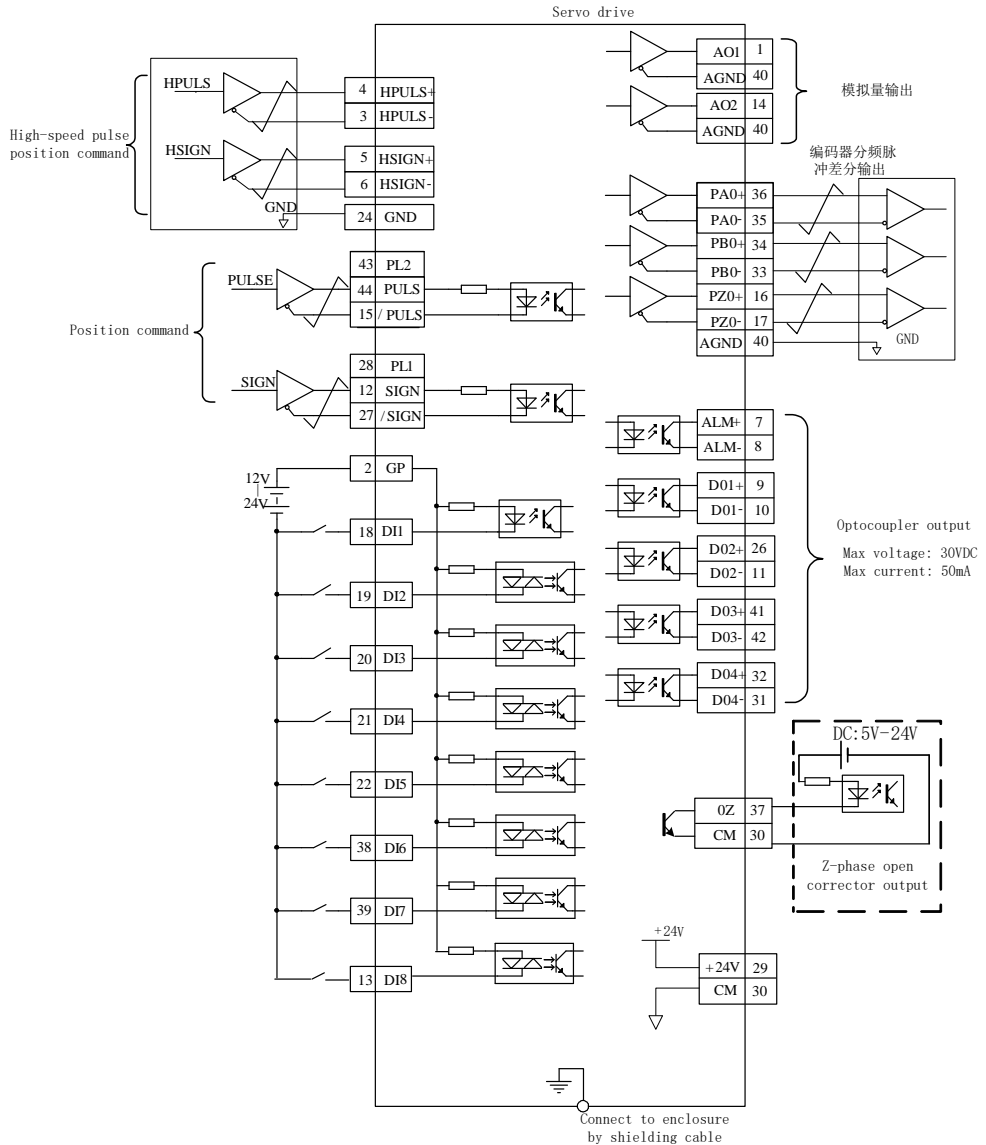 Servo drive
HPULS
4 HPULS+
3 HPULS-
High-speed pulse
position command
HSIGN
5 HSIGN+
6 HSIGN-
GND
24 GND
43 PL2
PULSE
44 PULS
15 / PULS
Position command
28 PL1
SIGN
12 SIGN
27 /SIGN
2 GP
12V
24V
18 DI1
19 DI2
20 DI3
21 DI4
22 DI5
38 DI6
39 DI7
13 DI8
AO1 1
AGND 40
AO2 14
AGND 40
模拟量输出
编码器分频脉
冲差分输出
PA0+ 36
PA0- 35
PB0+ 34
PB0- 33
PZ0+ 16
PZ0- 17
AGND 40
GND
ALM+ 7
ALM- 8
D01+ 9
D01- 10
D02+ 26
D02- 11
D03+ 41
D03- 42
D04+ 32
D04- 31
Optocoupler output
Max voltage: 30VDC
Max current: 50mA
DC:5V-24V
0Z 37
CM 30
Z-phase open
corrector output
+24V
+24V 29
CM 30
Connect to enclosure
by shielding cable